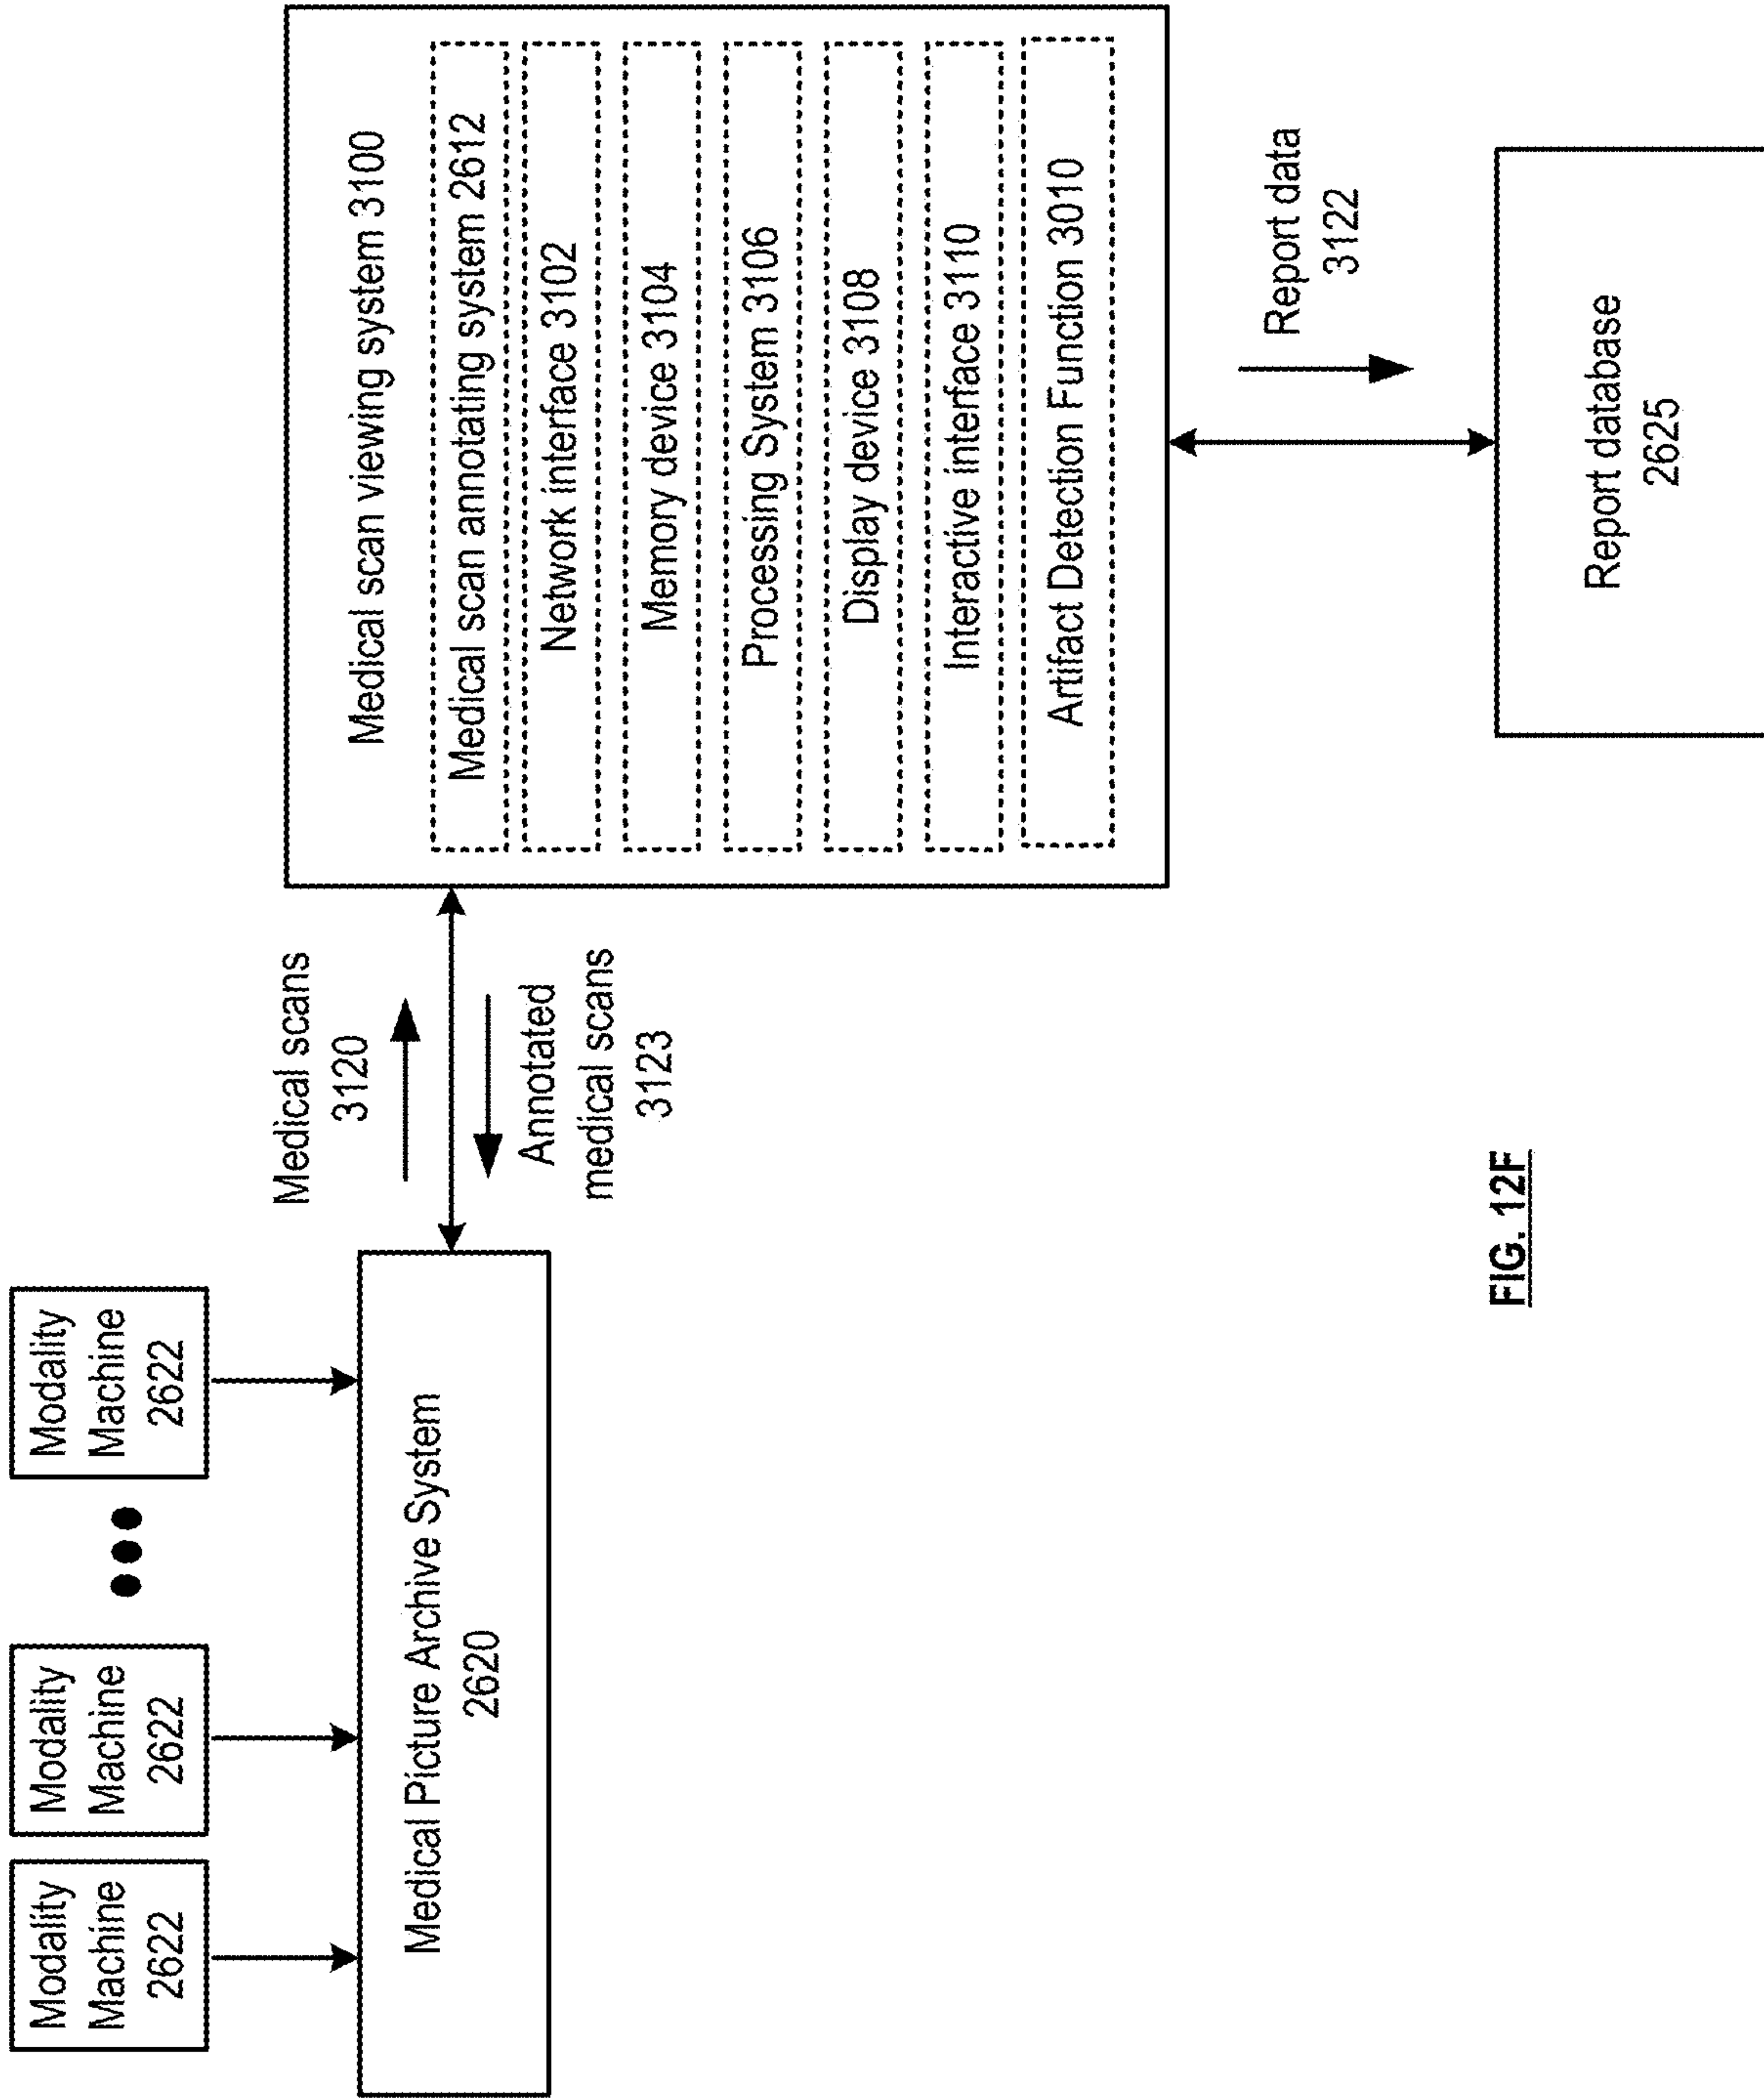 Modality
Machine
2622
Modality
Machine
2622
Modality
Machine
2622
Medical Picture Archive System
2620
Medical scans
3120
Annotated
medical scans
3123
Medical scan viewing system 3100
Medical scan annotating system 2612
Network interface 3102
Memory device 3104
Processing System 3106
Display device 3108
Interactive interface 3110
Artifact Detection Function 3010
Report data
3122
Report database
2625
FIG. 12F